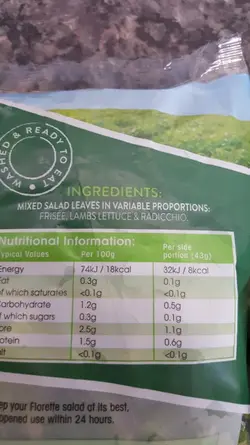 WASHED & READY TO EAT •
INGREDIENTS:
MIXED SALAD LEAVES IN VARIABLE PROPORTIONS:
FRISÉE, LAMBS LETTUCE & RADICCHIO.
Nutritional Information:
Typical Values Per 100g Per side portion (43g)
Energy 74kJ / 18kcal 32kJ / 8kcal
Fat 0.3g 0.1g
of which saturates <0.1g <0.1g
Carbohydrate 1.2g 0.5g
of which sugars 0.3g 0.1g
bre 2.5g 1.1g
otein 1.5g 0.6g
alt <0.1g <0.1g
ep your Florette salad at its best.
opened use within 24 hours.